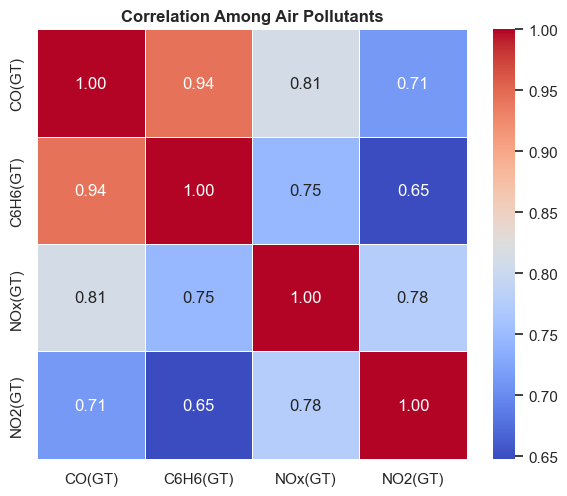 Correlation Among Air Pollutants
CO(GT) 1.00 0.94 0.81 0.71
C6H6(GT) 0.94 1.00 0.75 0.65
NOx(GT) 0.81 0.75 1.00 0.78
NO2(GT) 0.71 0.65 0.78 1.00
CO(GT) C6H6(GT) NOx(GT) NO2(GT)
1.00
0.95
0.90
0.85
0.80
0.75
0.70
0.65